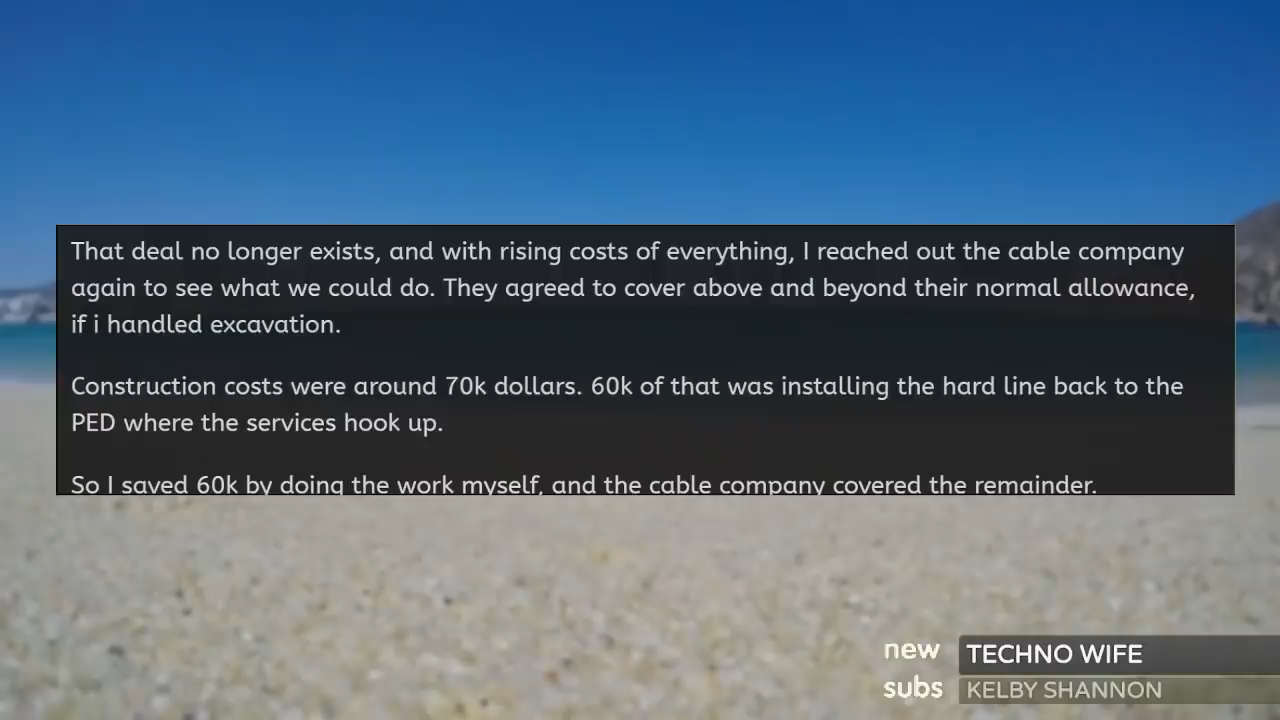 That deal no longer exists, and with rising costs of everything, I reached out the cable company
again to see what we could do. They agreed to cover above and beyond their normal allowance,
if i handled excavation.
Construction costs were around 70k dollars. 60k of that was installing the hard line back to the
PED where the services hook up.
So I saved 60k by doing the work myself, and the cable company covered the remainder.
new
TECHNO WIFE
subs
KELBY SHANNON